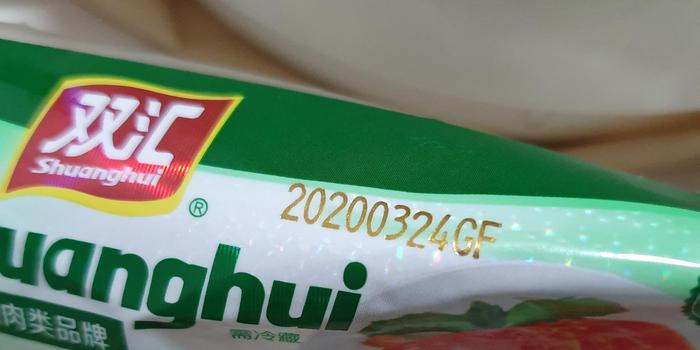 双汇
Shuanghui
®
20200324GF
uanghui
肉类品牌
需冷藏